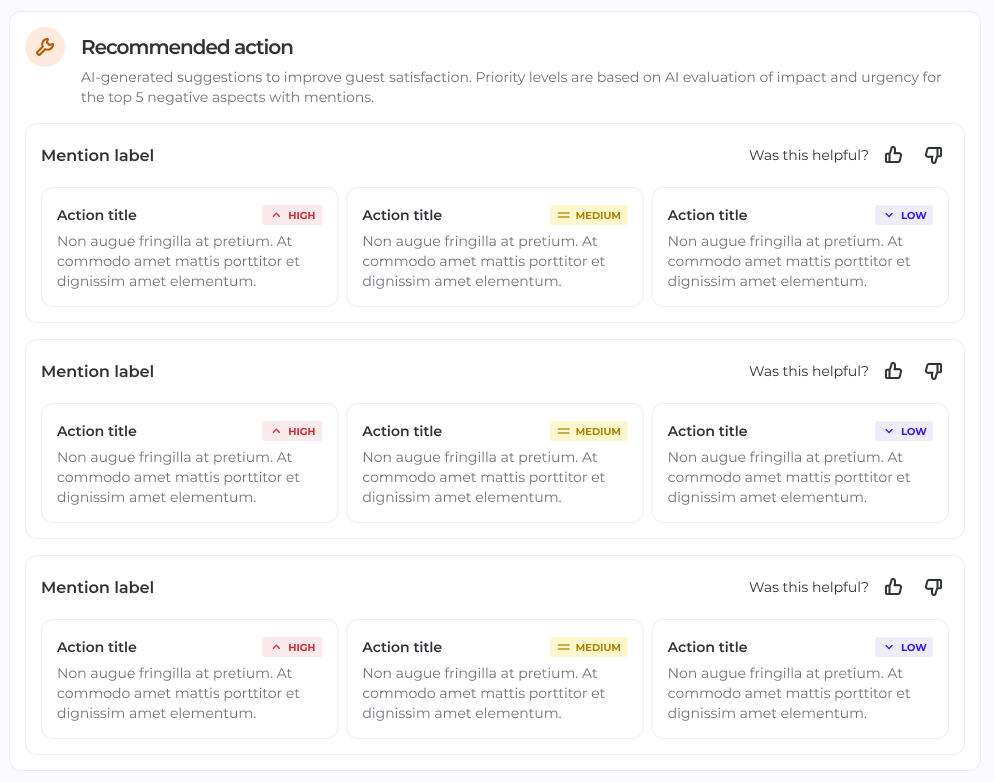 Recommended action
AI-generated suggestions to improve guest satisfaction. Priority levels are based on AI evaluation of impact and urgency for
the top 5 negative aspects with mentions.
Mention label
Was this helpful?
Action title
HIGH
Non augue fringilla at pretium. At
commodo amet mattis porttitor et
dignissim amet elementum.
Action title
MEDIUM
Non augue fringilla at pretium. At
commodo amet mattis porttitor et
dignissim amet elementum.
Action title
LOW
Non augue fringilla at pretium. At
commodo amet mattis porttitor et
dignissim amet elementum.
Mention label
Was this helpful?
Action title
HIGH
Non augue fringilla at pretium. At
commodo amet mattis porttitor et
dignissim amet elementum.
Action title
MEDIUM
Non augue fringilla at pretium. At
commodo amet mattis porttitor et
dignissim amet elementum.
Action title
LOW
Non augue fringilla at pretium. At
commodo amet mattis porttitor et
dignissim amet elementum.
Mention label
Was this helpful?
Action title
HIGH
Non augue fringilla at pretium. At
commodo amet mattis porttitor et
dignissim amet elementum.
Action title
MEDIUM
Non augue fringilla at pretium. At
commodo amet mattis porttitor et
dignissim amet elementum.
Action title
LOW
Non augue fringilla at pretium. At
commodo amet mattis porttitor et
dignissim amet elementum.